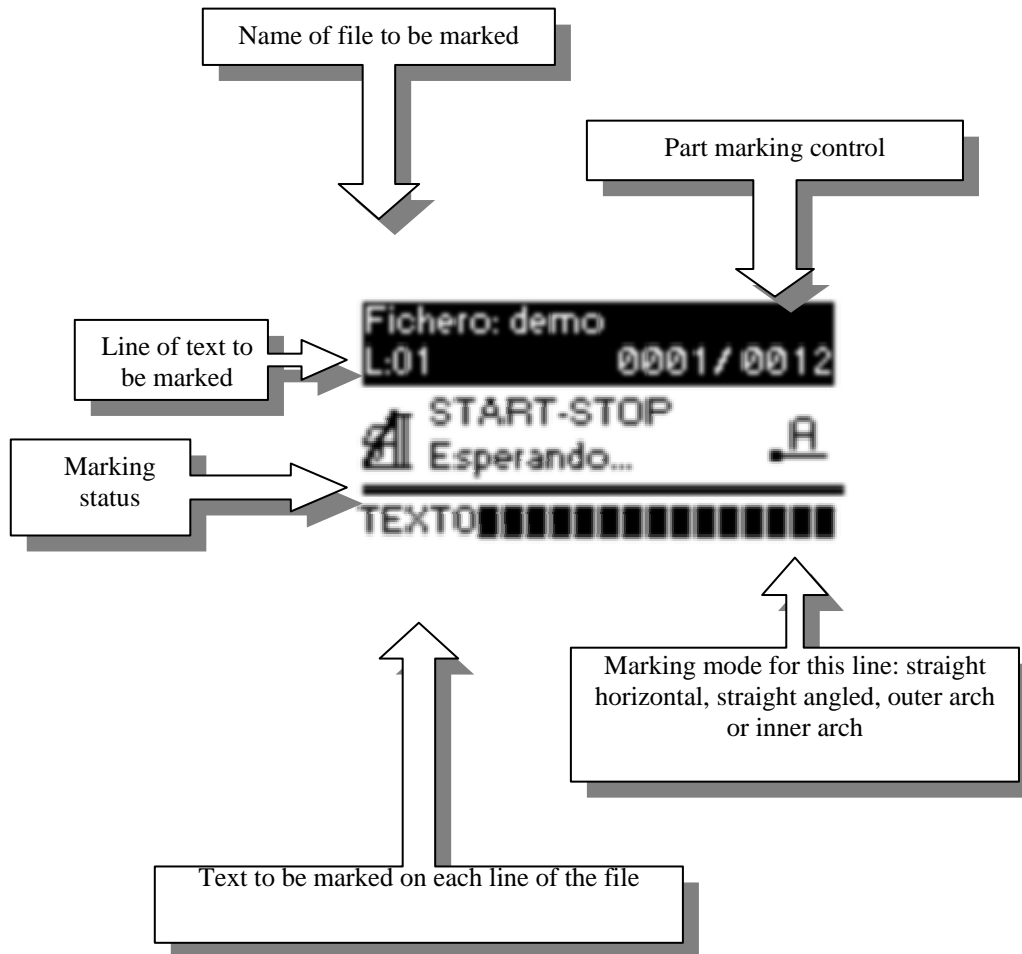 Name of file to be marked
Part marking control
Line of text to
be marked
Fichero: demo
L:01 0001/0012
START-STOP
Esperando...
A
Marking
status
TEXTO
Marking mode for this line: straight
horizontal, straight angled, outer arch
or inner arch
Text to be marked on each line of the file